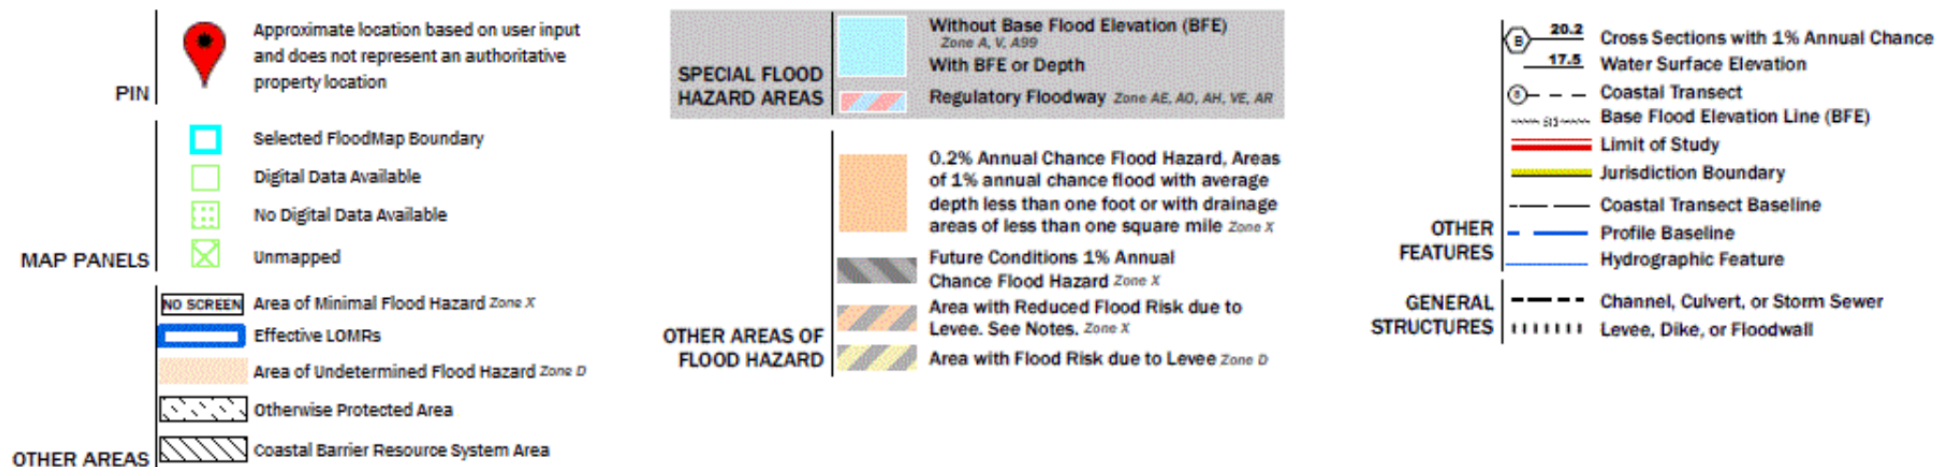 PIN
Approximate location based on user input
and does not represent an authoritative
property location
MAP PANELS
Selected FloodMap Boundary
Digital Data Available
No Digital Data Available
Unmapped
OTHER AREAS
NO SCREEN Area of Minimal Flood Hazard Zone X
Effective LOMRs
Area of Undetermined Flood Hazard Zone D
Otherwise Protected Area
Coastal Barrier Resource System Area
SPECIAL FLOOD
HAZARD AREAS
Without Base Flood Elevation (BFE)
Zone A, V, A99
With BFE or Depth
Regulatory Floodway Zone AE, AO, AH, VE, AR
OTHER AREAS OF
FLOOD HAZARD
0.2% Annual Chance Flood Hazard, Areas
of 1% annual chance flood with average
depth less than one foot or with drainage
areas of less than one square mile Zone X
Future Conditions 1% Annual
Chance Flood Hazard Zone X
Area with Reduced Flood Risk due to
Levee. See Notes. Zone X
Area with Flood Risk due to Levee Zone D
OTHER
FEATURES
B 20.2 Cross Sections with 1% Annual Chance
17.5 Water Surface Elevation
8 Coastal Transect
Base Flood Elevation Line (BFE)
Limit of Study
Jurisdiction Boundary
Coastal Transect Baseline
Profile Baseline
Hydrographic Feature
GENERAL
STRUCTURES
Channel, Culvert, or Storm Sewer
Levee, Dike, or Floodwall